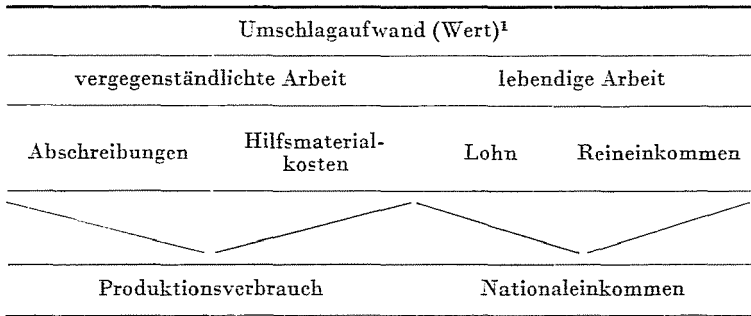 Umschlagaufwand (Wert)¹
vergegenständlichte Arbeit lebendige Arbeit
Abschreibungen Hilfsmaterial-
kosten Lohn Reineinkommen
Produktionsverbrauch Nationaleinkommen